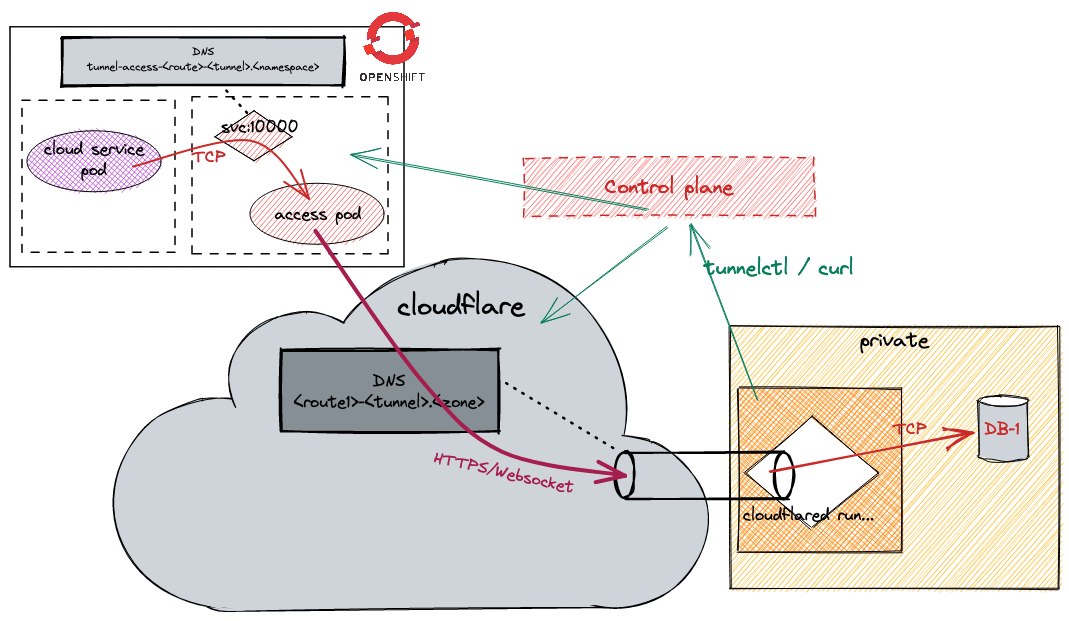 DNS
tunnel-access-<route>-<tunnel>.<namespace>
OPENSHIFT
svc:10000
cloud service
pod
TCP
access pod
Control plane
tunnelctl / curl
cloudflare
private
DNS
<route1>-<tunnel>.<zone>
TCP
DB-1
HTTPS/Websocket
cloudflared run...